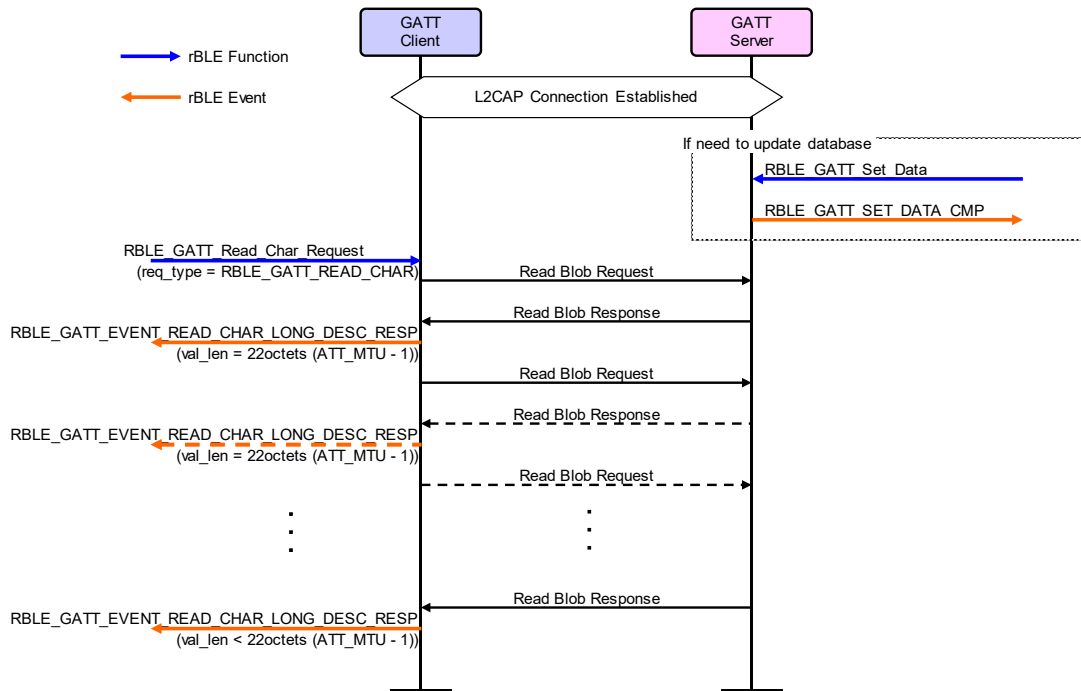 GATT
Client
GATT
Server
rBLE Function
rBLE Event
L2CAP Connection Established
If need to update database
RBLE_GATT_Set_Data
RBLE_GATT_SET_DATA_CMP
RBLE_GATT_Read_Char_Request
(req_type = RBLE_GATT_READ_CHAR)
Read Blob Request
Read Blob Response
RBLE_GATT_EVENT_READ_CHAR_LONG_DESC_RESP
(val_len = 22octets (ATT_MTU - 1))
Read Blob Request
Read Blob Response
RBLE_GATT_EVENT_READ_CHAR_LONG_DESC_RESP
(val_len = 22octets (ATT_MTU - 1))
Read Blob Request
Read Blob Response
RBLE_GATT_EVENT_READ_CHAR_LONG_DESC_RESP
(val_len < 22octets (ATT_MTU - 1))